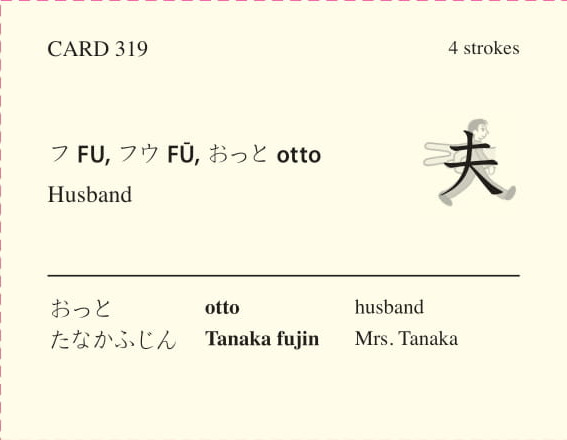 CARD 319
4 strokes
フ FU, フウ FŪ, おっと otto
Husband
夫
おっと otto husband
たなかふじん Tanaka fujin Mrs. Tanaka